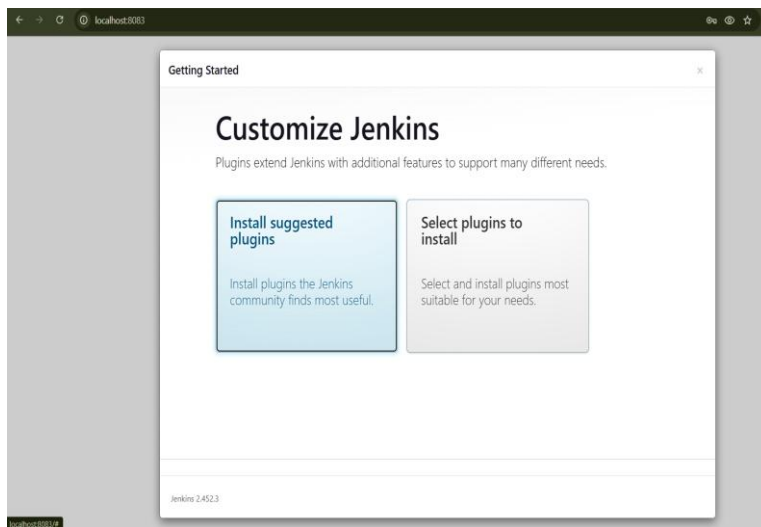 localhost:8083
Getting Started
×
Customize Jenkins
Plugins extend Jenkins with additional features to support many different needs.
Install suggested
plugins
Install plugins the Jenkins
community finds most useful.
Select plugins to
install
Select and install plugins most
suitable for your needs.
Jenkins 2.452.3
localhost:8083/#